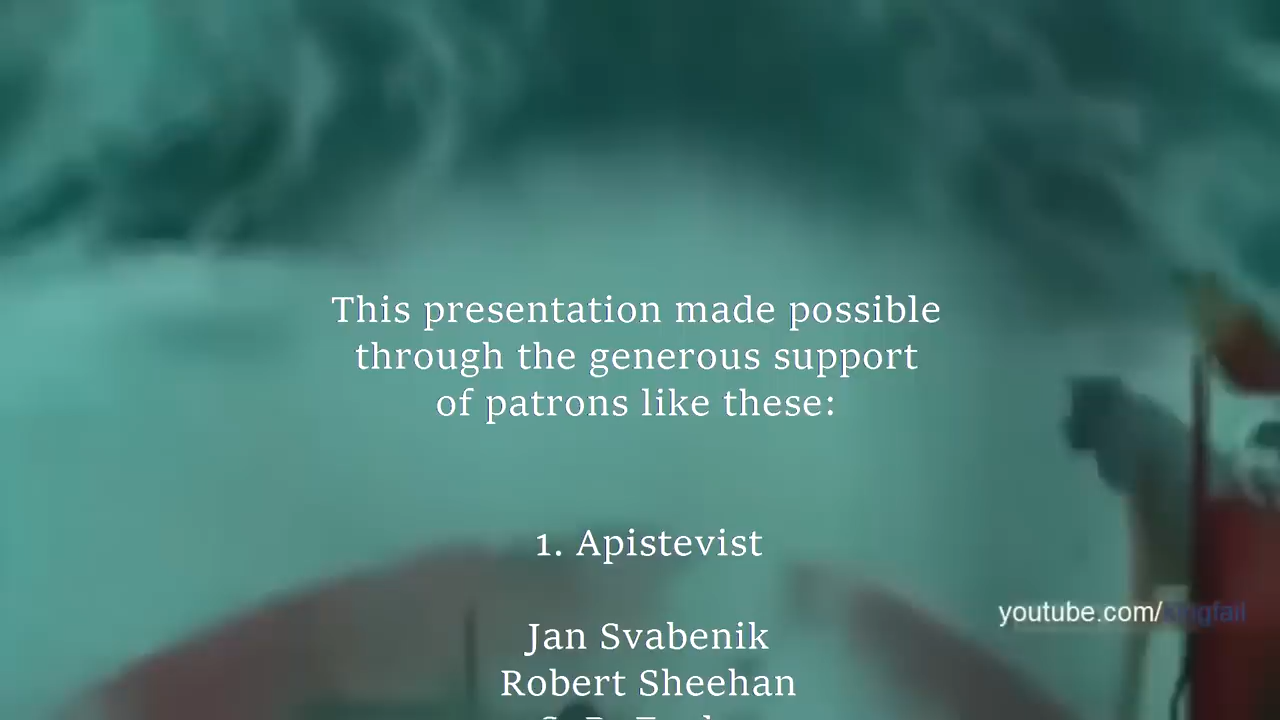 This presentation made possible
through the generous support
of patrons like these:
1. Apistevist
youtube.com/
Jan Svabenik
Robert Sheehan